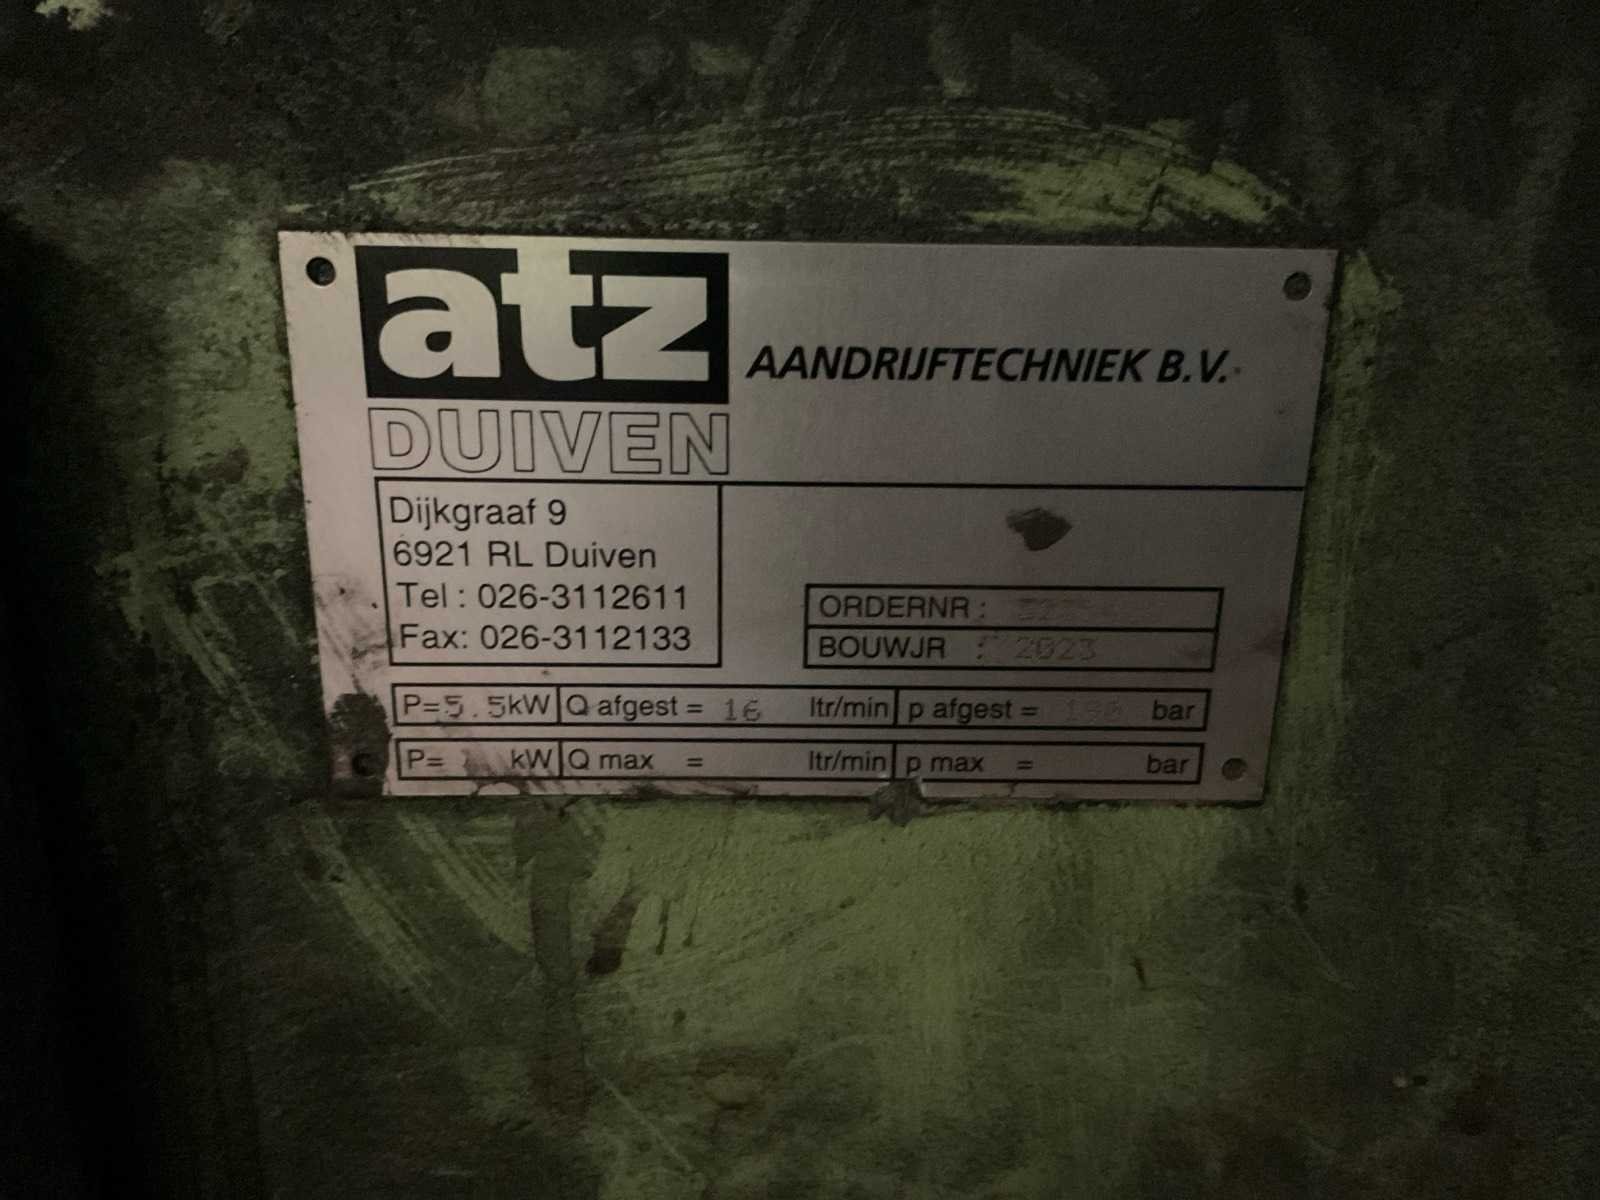 atz
AANDRIJFTECHNIEK B.V.
DUIVEN
Dijkgraaf 9
6921 RL Duiven
Tel : 026-3112611
Fax: 026-3112133
ORDERNR :
BOUWJR : 2023
P=5.5kW Q afgest = 16 ltr/min p afgest = bar
P= kW Q max = ltr/min p max = bar